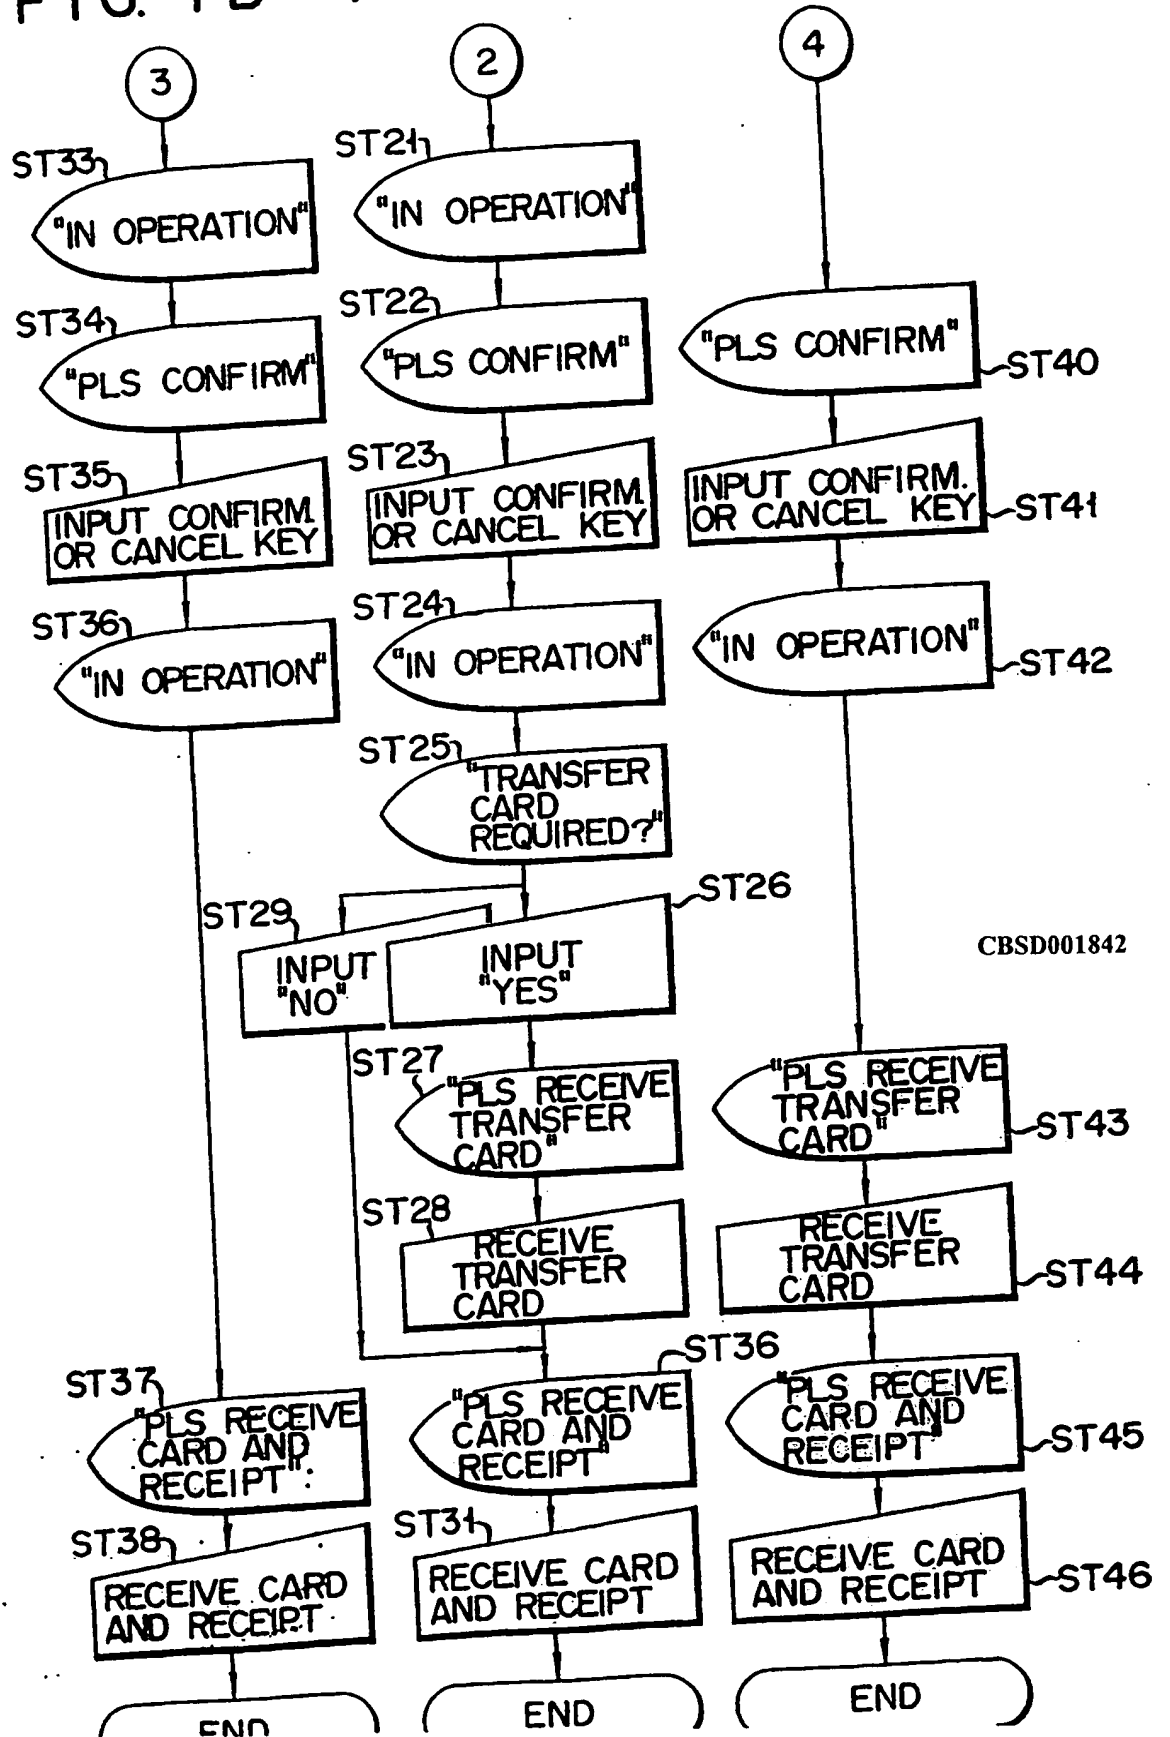 FIG. 7B
3
ST33
"IN OPERATION"
ST34
"PLS CONFIRM"
ST35
INPUT CONFIRM
OR CANCEL KEY
ST36
"IN OPERATION"
ST37
"PLS RECEIVE
CARD AND
RECEIPT"
ST38
RECEIVE CARD
AND RECEIPT
END
2
ST21
"IN OPERATION"
ST22
"PLS CONFIRM"
ST23
INPUT CONFIRM
OR CANCEL KEY
ST24
"IN OPERATION"
ST25
"TRANSFER
CARD
REQUIRED?"
ST29
INPUT
"NO"
ST26
INPUT
"YES"
ST27
"PLS RECEIVE
TRANSFER
CARD"
ST28
RECEIVE
TRANSFER
CARD
ST36
"PLS RECEIVE
CARD AND
RECEIPT"
ST31
RECEIVE CARD
AND RECEIPT
END
4
"PLS CONFIRM"
ST40
INPUT CONFIRM.
OR CANCEL KEY
ST41
"IN OPERATION"
ST42
CBSD001842
"PLS RECEIVE
TRANSFER
CARD"
ST43
RECEIVE
TRANSFER
CARD
ST44
"PLS RECEIVE
CARD AND
RECEIPT"
ST45
RECEIVE CARD
AND RECEIPT
ST46
END